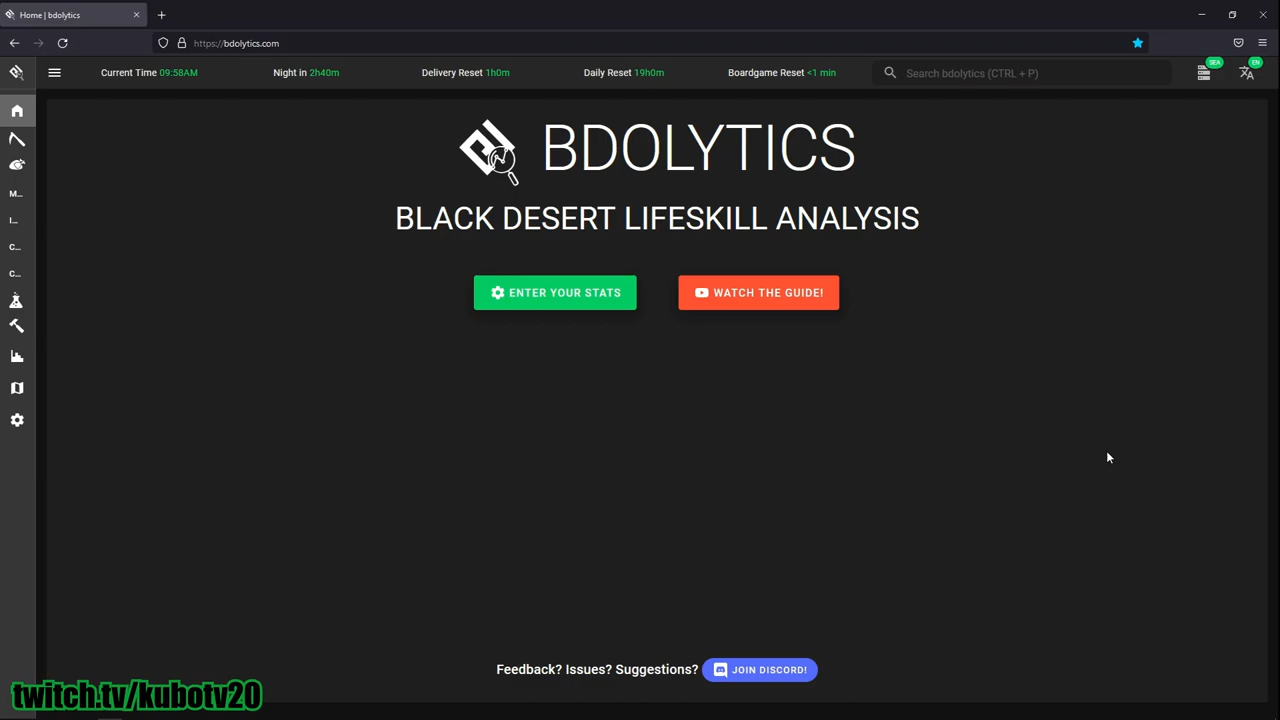 Home | bdolytics
https://bdolytics.com
Current Time 09:58AM
Night in 2h40m
Delivery Reset 1h0m
Daily Reset 19h0m
Boardgame Reset <1 min
Search bdolytics (CTRL + P)
SEA
EN
M...
I...
C...
C...
BDOLYTICS
BLACK DESERT LIFESKILL ANALYSIS
ENTER YOUR STATS
WATCH THE GUIDE!
Feedback? Issues? Suggestions?
JOIN DISCORD!
twitch.tv/kubotv20